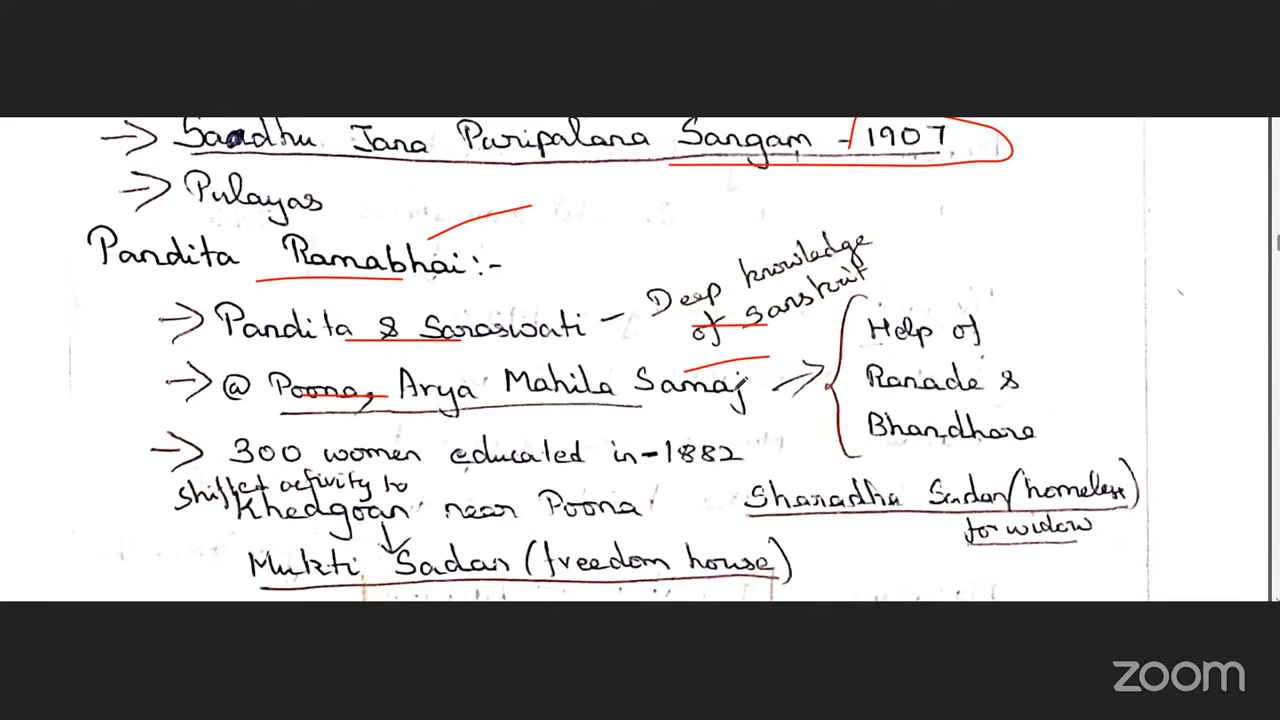 → Saadhu Jana Paripalana Sangam - 1907
→ Pulayas
Pandita Ramabhai:-
→ Pandita & Saraswati - Deep knowledge of Sanskrit
→ @ Poona, Arya Mahila Samaj → { Help of Ranade & Bhandhare
→ 300 women educated in - 1882
Shifted activity to
Khedgoan near Poona
Sharadha Sadan (homeless)
for widow
↓
Mukti Sadan (freedom house)
zoom